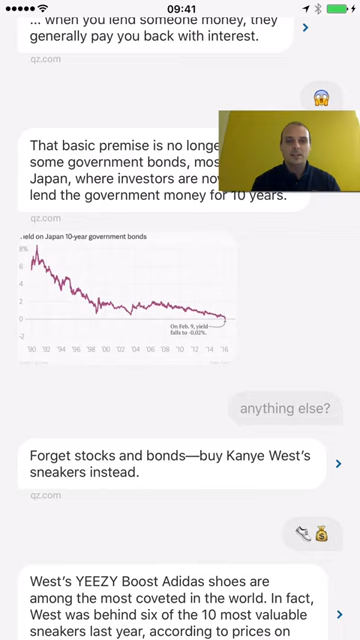 09:41
... when you lend someone money, they
generally pay you back with interest.
qz.com
That basic premise is no longe
some government bonds, mos
Japan, where investors are no
lend the government money for 10 years.
qz.com
ield on Japan 10-year government bonds
8%
6
4
2
0
-2
On Feb. 9, yield
falls to -0.02%.
'90 '92 '94 '96 '98 '00 '02 '04 '06 '08 '10 '12 '14 '16
anything else?
Forget stocks and bonds—buy Kanye West's
sneakers instead.
qz.com
West's YEEZY Boost Adidas shoes are
among the most coveted in the world. In fact,
West was behind six of the 10 most valuable
sneakers last year, according to prices on